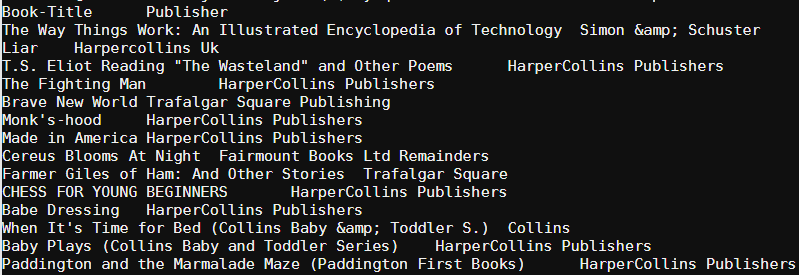 Book-Title Publisher
The Way Things Work: An Illustrated Encyclopedia of Technology Simon &amp; Schuster
Liar Harpercollins Uk
T.S. Eliot Reading "The Wasteland" and Other Poems HarperCollins Publishers
The Fighting Man HarperCollins Publishers
Brave New World Trafalgar Square Publishing
Monk's-hood HarperCollins Publishers
Made in America HarperCollins Publishers
Cereus Blooms At Night Fairmount Books Ltd Remainders
Farmer Giles of Ham: And Other Stories Trafalgar Square
CHESS FOR YOUNG BEGINNERS HarperCollins Publishers
Babe Dressing HarperCollins Publishers
When It's Time for Bed (Collins Baby &amp; Toddler S.) Collins
Baby Plays (Collins Baby and Toddler Series) HarperCollins Publishers
Paddington and the Marmalade Maze (Paddington First Books) HarperCollins Publishers